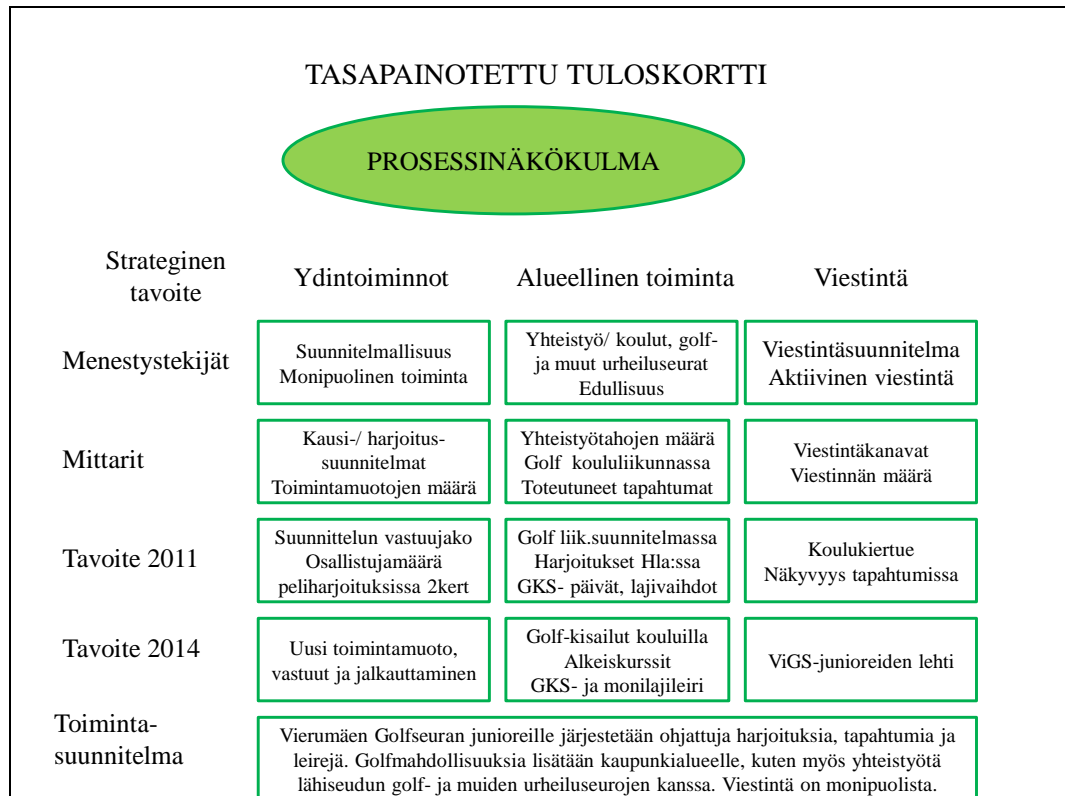 TASAPAINOTETTU TULOSKORTTI
PROSESSINÄKÖKULMA
Strateginen
tavoite
Ydintoiminnot
Alueellinen toiminta
Viestintä
Menestystekijät
Suunnitelmallisuus
Monipuolinen toiminta
Yhteistyö/ koulut, golf-
ja muut urheiluseurat
Edullisuus
Viestintäsuunnitelma
Aktiivinen viestintä
Mittarit
Kausi-/ harjoitus-
suunnitelmat
Toimintamuotojen määrä
Yhteistyötahojen määrä
Golf koululiikunnassa
Toteutuneet tapahtumat
Viestintäkanavat
Viestinnän määrä
Tavoite 2011
Suunnittelun vastuujako
Osallistujamäärä
peliharjoituksissa 2kert
Golf liik.suunnitelmassa
Harjoitukset Hla:ssa
GKS- päivät, lajivaihdot
Koulukiertue
Näkyvyys tapahtumissa
Tavoite 2014
Uusi toimintamuoto,
vastuut ja jalkauttaminen
Golf-kisailut kouluilla
Alkeiskurssit
GKS- ja monilajileiri
ViGS-junioreiden lehti
Toiminta-
suunnitelma
Vierumäen Golfseuran junioreille järjestetään ohjattuja harjoituksia, tapahtumia ja
leirejä. Golfmahdollisuuksia lisätään kaupunkialueelle, kuten myös yhteistyötä
lähiseudun golf- ja muiden urheiluseurojen kanssa. Viestintä on monipuolista.